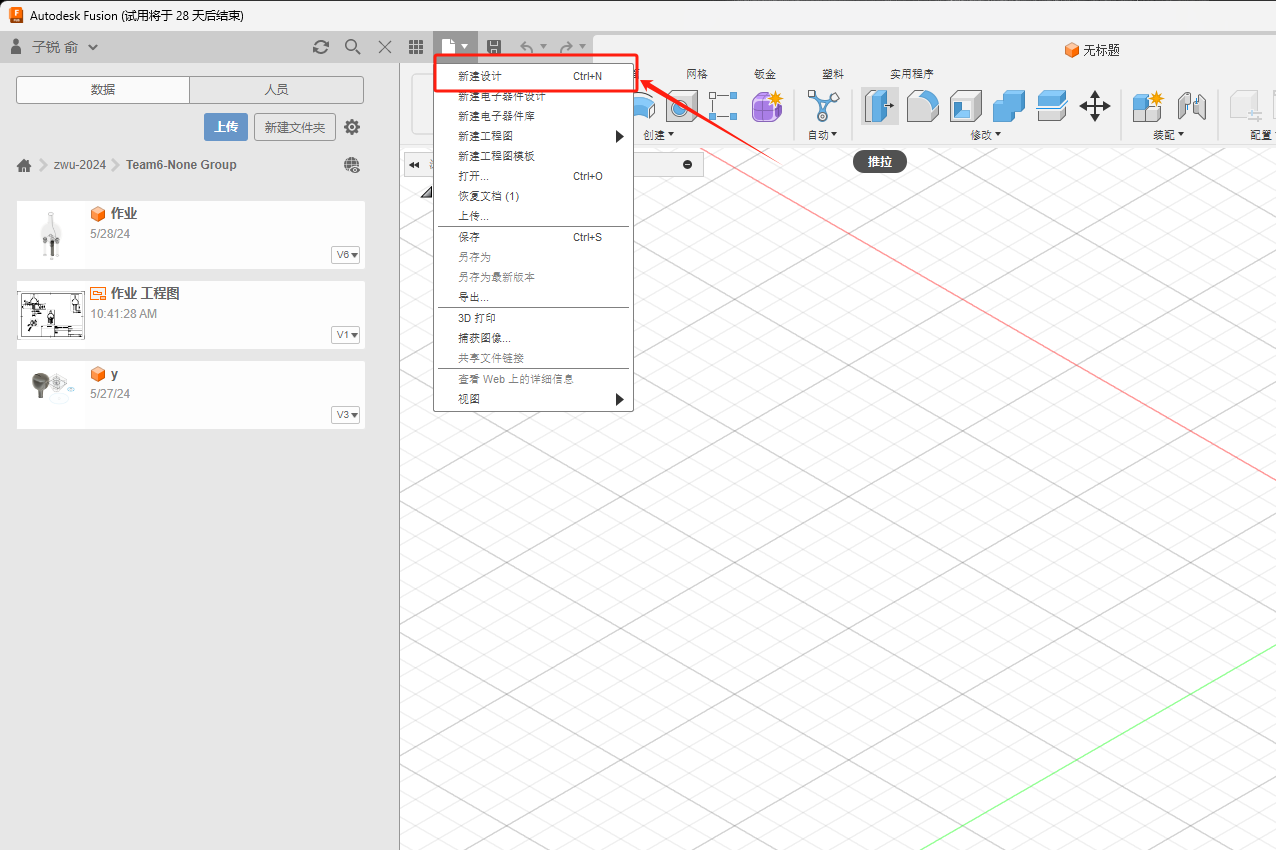 Autodesk Fusion (试用将于 28 天后结束)
子锐 俞
无标题
数据
人员
上传
新建文件夹
zwu-2024
Team6-None Group
作业
5/28/24
V6
作业 工程图
10:41:28 AM
V1
y
5/27/24
V3
新建设计 Ctrl+N
新建电子器件设计
新建电子器件库
新建工程图
新建工程图模板
打开... Ctrl+O
恢复文档 (1)
上传...
保存 Ctrl+S
另存为
另存为最新版本
导出...
3D 打印
捕获图像...
共享文件链接
查看 Web 上的详细信息
视图
网格
钣金
塑料
实用程序
创建
自动
修改
装配
配置
推拉